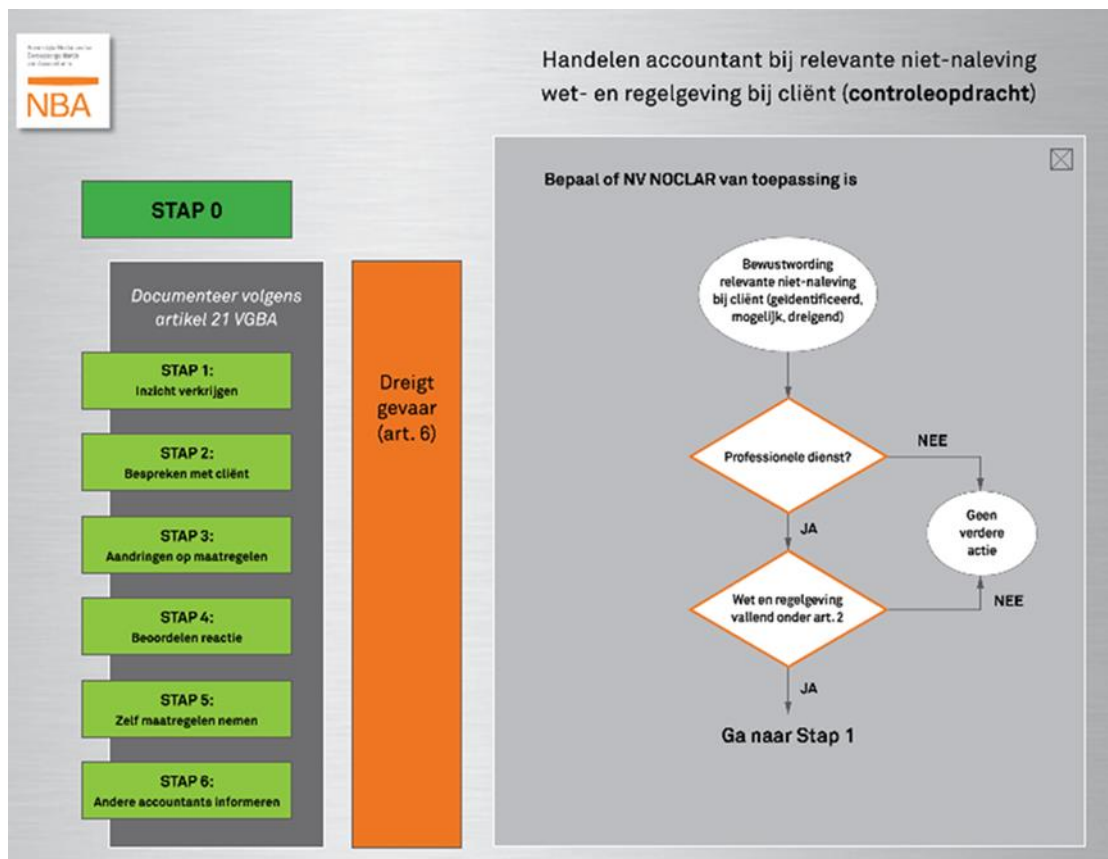 NBA
Handelen accountant bij relevante niet-naleving
wet- en regelgeving bij cliënt (controleopdracht)
STAP 0
Documenteer volgens
artikel 21 VGBA
STAP 1:
Inzicht verkrijgen
STAP 2:
Bespreken met cliënt
STAP 3:
Aandringen op maatregelen
STAP 4:
Beoordelen reactie
STAP 5:
Zelf maatregelen nemen
STAP 6:
Andere accountants informeren
Dreigt
gevaar
(art. 6)
Bepaal of NV NOCLAR van toepassing is
Bewustwording
relevante niet-naleving
bij cliënt (geïdentificeerd,
mogelijk, dreigend)
Professionele dienst?
NEE
Geen
verdere
actie
JA
Wet en regelgeving
vallend onder art. 2
NEE
JA
Ga naar Stap 1